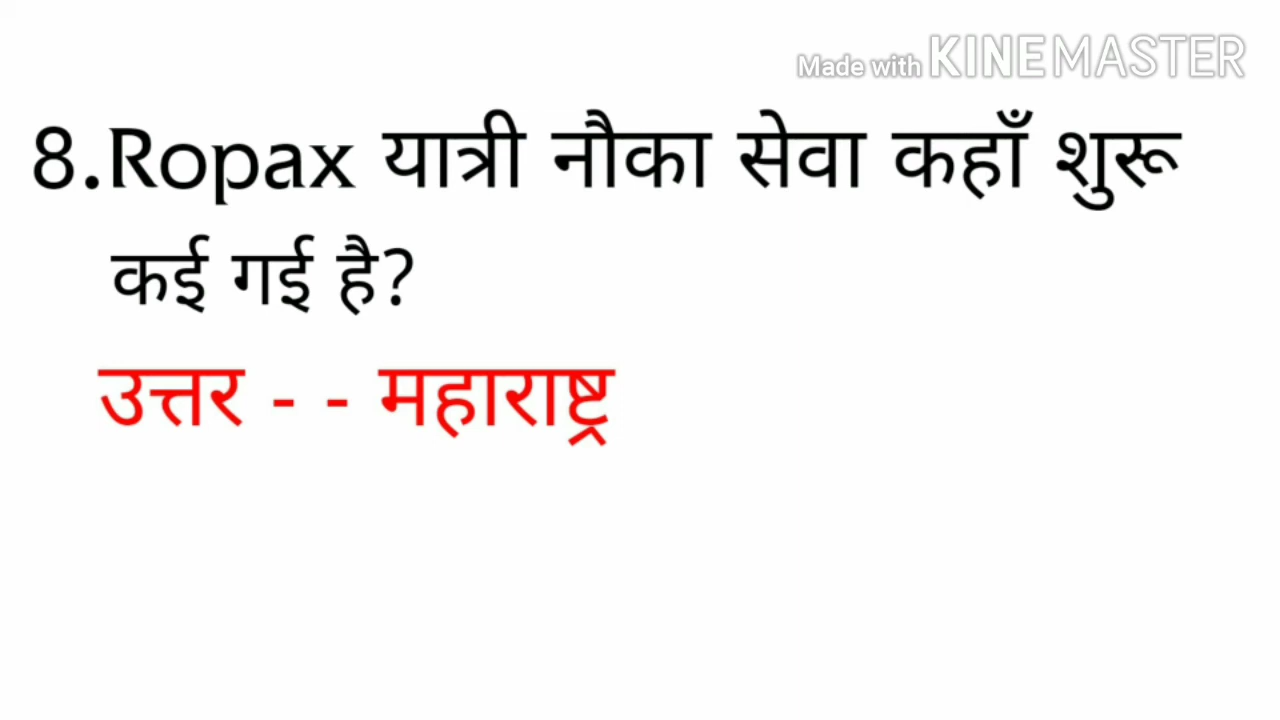 Made with KINEMASTER
8.Ropax यात्री नौका सेवा कहाँ शुरू
कई गई है?
उत्तर - - महाराष्ट्र